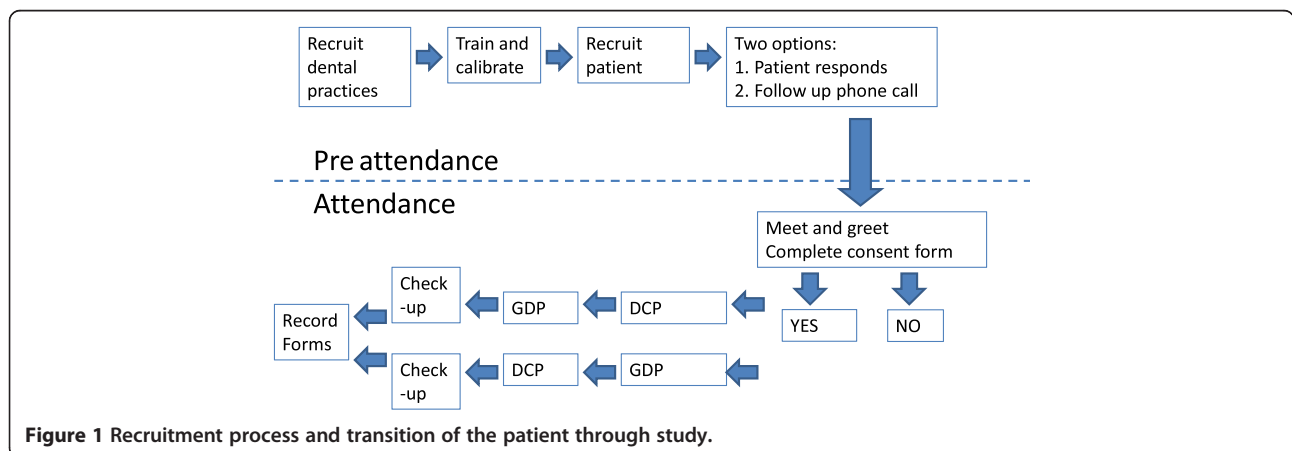 Recruit
dental
practices
Train and
calibrate
Recruit
patient
Two options:
1. Patient responds
2. Follow up phone call
Pre attendance
Attendance
Meet and greet
Complete consent form
YES
NO
DCP
GDP
Check
-up
GDP
DCP
Check
-up
Record
Forms
Figure 1 Recruitment process and transition of the patient through study.